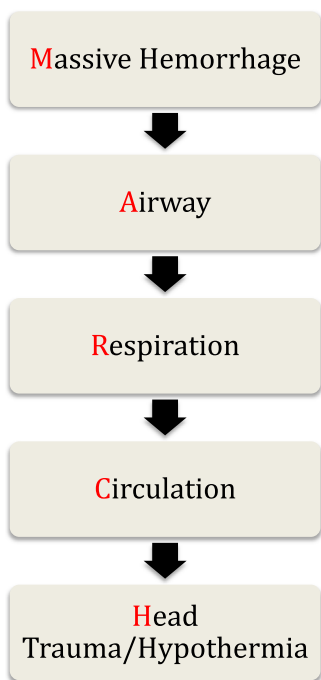 Massive Hemorrhage
Airway
Respiration
Circulation
Head
Trauma/Hypothermia